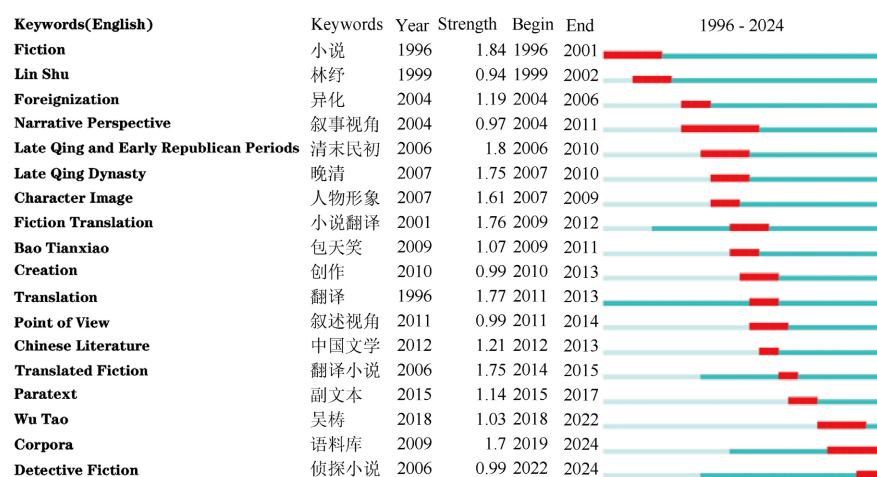 Keywords(English) Keywords Year Strength Begin End 1996 - 2024
Fiction 小说 1996 1.84 1996 2001
Lin Shu 林纾 1999 0.94 1999 2002
Foreignization 异化 2004 1.19 2004 2006
Narrative Perspective 叙事视角 2004 0.97 2004 2011
Late Qing and Early Republican Periods 清末民初 2006 1.8 2006 2010
Late Qing Dynasty 晚清 2007 1.75 2007 2010
Character Image 人物形象 2007 1.61 2007 2009
Fiction Translation 小说翻译 2001 1.76 2009 2012
Bao Tianxiao 包天笑 2009 1.07 2009 2011
Creation 创作 2010 0.99 2010 2013
Translation 翻译 1996 1.77 2011 2013
Point of View 叙述视角 2011 0.99 2011 2014
Chinese Literature 中国文学 2012 1.21 2012 2013
Translated Fiction 翻译小说 2006 1.75 2014 2015
Paratext 副文本 2015 1.14 2015 2017
Wu Tao 吴梼 2018 1.03 2018 2022
Corpora 语料库 2009 1.7 2019 2024
Detective Fiction 侦探小说 2006 0.99 2022 2024